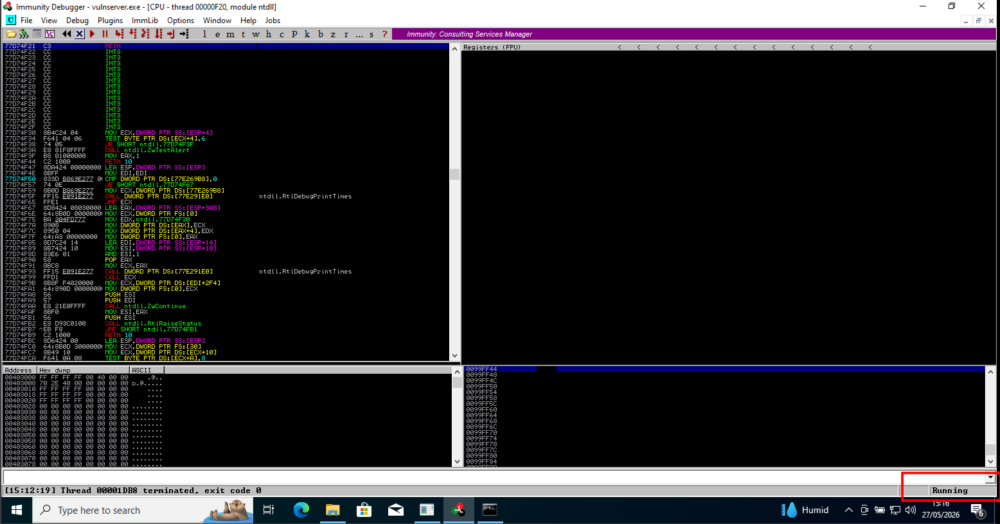 Immunity Debugger - vulnserver.exe - [CPU - thread 00000F20, module ntdll]
C File View Debug Plugins ImmLib Options Window Help Jobs
l e m t w h c P k b z r ... s ? Immunity: Consulting Services Manager
77D74F21 C3 RETN
77D74F22 CC INT3
77D74F23 CC INT3
77D74F24 CC INT3
77D74F25 CC INT3
77D74F26 CC INT3
77D74F27 CC INT3
77D74F28 CC INT3
77D74F29 CC INT3
77D74F2A CC INT3
77D74F2B CC INT3
77D74F2C CC INT3
77D74F2D CC INT3
77D74F2E CC INT3
77D74F2F CC INT3
77D74F30 8B4C24 04 MOV ECX,DWORD PTR SS:[ESP+4]
77D74F34 F641 04 06 TEST BYTE PTR DS:[ECX+4],6
77D74F38 74 05 JE SHORT ntdll.77D74F3F
77D74F3A E8 81F8FFFF CALL ntdll.ZwTestAlert
77D74F3F B8 01000000 MOV EAX,1
77D74F44 C2 1000 RETN 10
77D74F47 8DA424 00000000 LEA ESP,DWORD PTR SS:[ESP]
77D74F4E 8BFF MOV EDI,EDI
77D74F50 833D B869E277 0 CMP DWORD PTR DS:[77E269B8],0
77D74F57 74 0E JE SHORT ntdll.77D74F67
77D74F59 8B0D B869E277 MOV ECX,DWORD PTR DS:[77E269B8]
77D74F5F FF15 E091E277 CALL DWORD PTR DS:[77E291E0] ntdll.RtlDebugPrintTimes
77D74F65 FFE1 JMP ECX
77D74F67 8D8424 08030000 LEA EAX,DWORD PTR SS:[ESP+308]
77D74F6E 64:8B0D 0000000 MOV ECX,DWORD PTR FS:[0]
77D74F75 BA 304FD777 MOV EDX,ntdll.77D74F30
77D74F7A 8908 MOV DWORD PTR DS:[EAX],ECX
77D74F7C 8950 04 MOV DWORD PTR DS:[EAX+4],EDX
77D74F7F 64:A3 00000000 MOV DWORD PTR FS:[0],EAX
77D74F85 8D7C24 14 LEA EDI,DWORD PTR SS:[ESP+14]
77D74F89 8B7424 10 MOV ESI,DWORD PTR SS:[ESP+10]
77D74F8D 83E6 01 AND ESI,1
77D74F90 58 POP EAX
77D74F91 8BC8 MOV ECX,EAX
77D74F93 FF15 E091E277 CALL DWORD PTR DS:[77E291E0] ntdll.RtlDebugPrintTimes
77D74F99 FFD1 CALL ECX
77D74F9B 8B8F F4020000 MOV ECX,DWORD PTR DS:[EDI+2F4]
77D74FA1 64:890D 0000000 MOV DWORD PTR FS:[0],ECX
77D74FA8 56 PUSH ESI
77D74FA9 57 PUSH EDI
77D74FAA E8 21E0FFFF CALL ntdll.ZwContinue
77D74FAF 8BF0 MOV ESI,EAX
77D74FB1 56 PUSH ESI
77D74FB2 E8 D93C0100 CALL ntdll.RtlRaiseStatus
77D74FB7 ^EB F8 JMP SHORT ntdll.77D74FB1
77D74FB9 C2 1000 RETN 10
77D74FBC 8D6424 00 LEA ESP,DWORD PTR SS:[ESP]
77D74FC0 64:8B0D 3000000 MOV ECX,DWORD PTR FS:[30]
77D74FC7 8B49 10 MOV ECX,DWORD PTR DS:[ECX+10]
77D74FCA F641 0A 08 TEST BYTE PTR DS:[ECX+A],8
Registers (FPU) < < < < < < < < < < < < < <
Address Hex dump ASCII
00403000 FF FF FF FF 00 40 00 00 .@..
00403008 70 2E 40 00 00 00 00 00 p.@.....
00403010 FF FF FF FF 00 00 00 00 ....
00403018 FF FF FF FF 00 00 00 00 ....
00403020 FF FF FF FF 00 00 00 00 ....
00403028 00 00 00 00 00 00 00 00 ........
00403030 00 00 00 00 00 00 00 00 ........
00403038 00 00 00 00 00 00 00 00 ........
00403040 00 00 00 00 00 00 00 00 ........
00403048 00 00 00 00 00 00 00 00 ........
00403050 00 00 00 00 00 00 00 00 ........
00403058 00 00 00 00 00 00 00 00 ........
00403060 00 00 00 00 00 00 00 00 ........
00403068 00 00 00 00 00 00 00 00 ........
00403070 00 00 00 00 00 00 00 00 ........
00403078 00 00 00 00 00 00 00 00 ........
0099FF44
0099FF48
0099FF4C
0099FF50
0099FF54
0099FF58
0099FF5C
0099FF60
0099FF64
0099FF68
0099FF6C
0099FF70
0099FF74
0099FF78
0099FF7C
0099FF80
0099FF84
[15:12:19] Thread 00001DB8 terminated, exit code 0
Running
Type here to search
Humid
15:16
27/05/2026
6